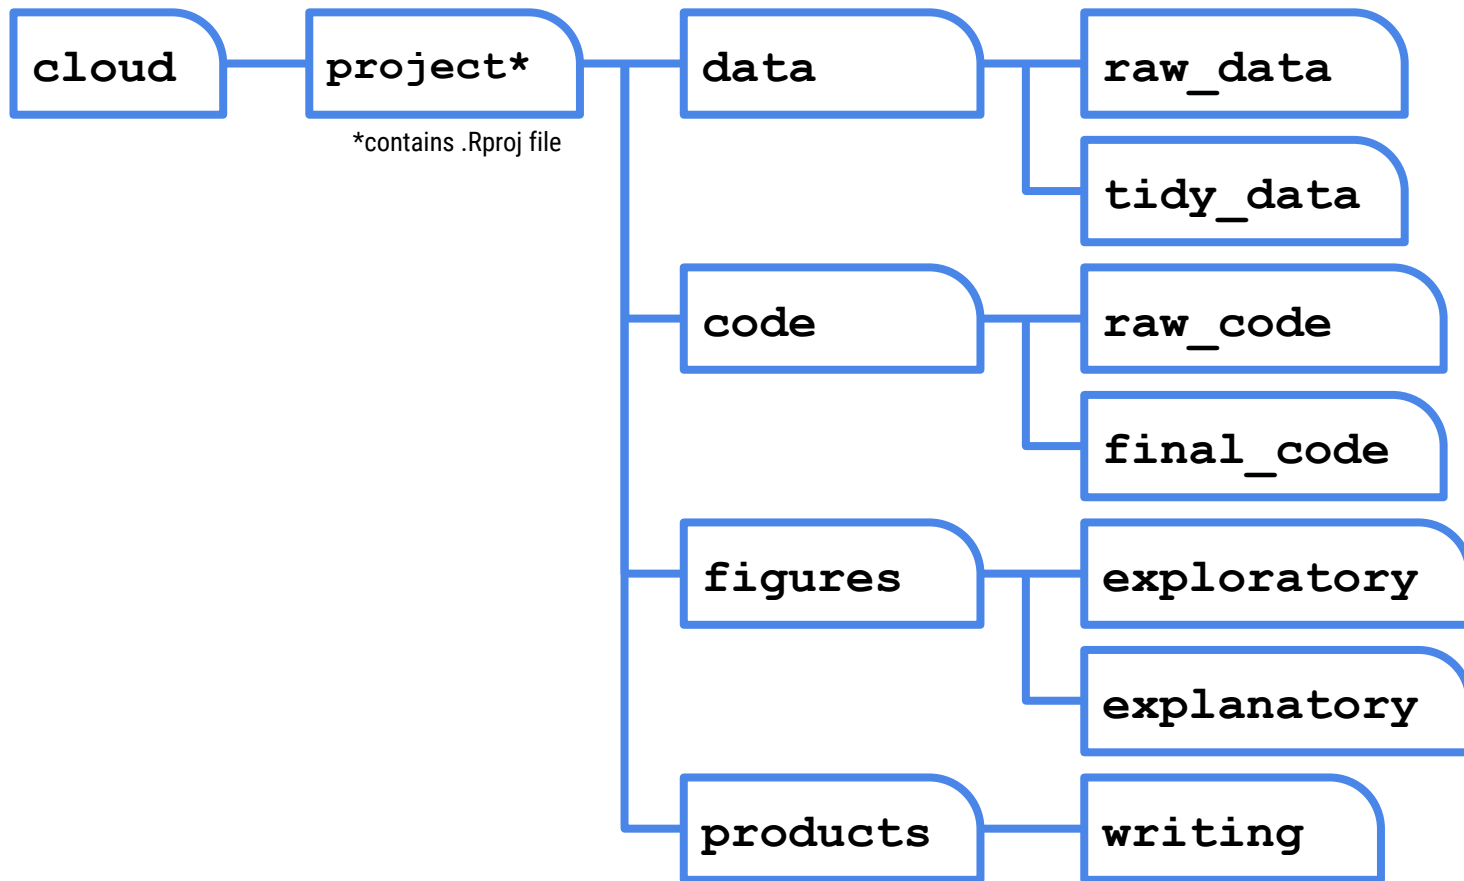 cloud
project*
*contains .Rproj file
data
raw_data
tidy_data
code
raw_code
final_code
figures
exploratory
explanatory
products
writing